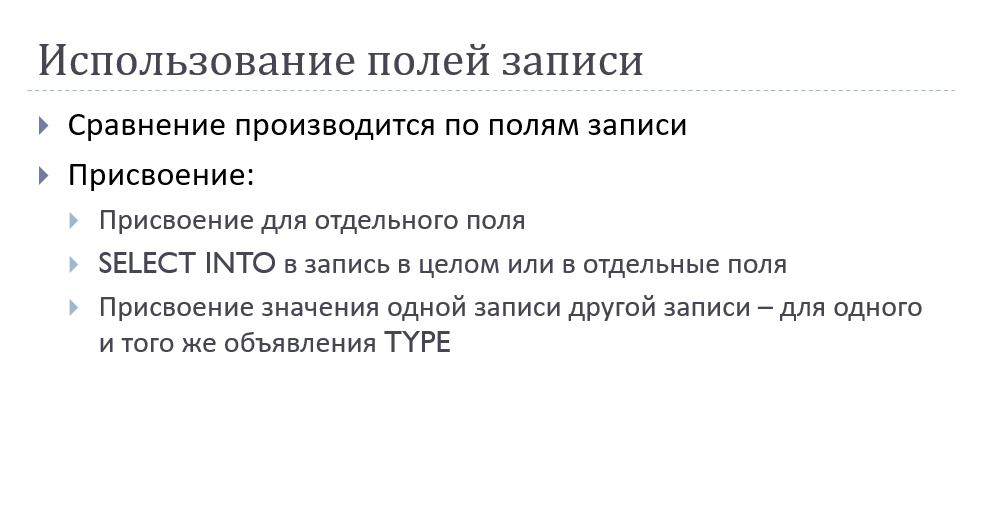 Использование полей записи
Сравнение производится по полям записи
Присвоение:
Присвоение для отдельного поля
SELECT INTO в запись в целом или в отдельные поля
Присвоение значения одной записи другой записи – для одного
и того же объявления TYPE